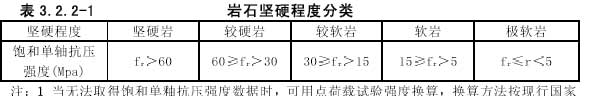 表 3.2.2-1 岩石坚硬程度分类
坚硬程度 坚硬岩 较硬岩 较软岩 软岩 极软岩
饱和单轴抗压强度(Mpa) fr>60 60≥fr>30 30≥fr>15 15≥fr>5 fr≤r<5
注：1 当无法取得饱和单轴抗压强度数据时，可用点荷载试验强度换算，换算方法按现行国家